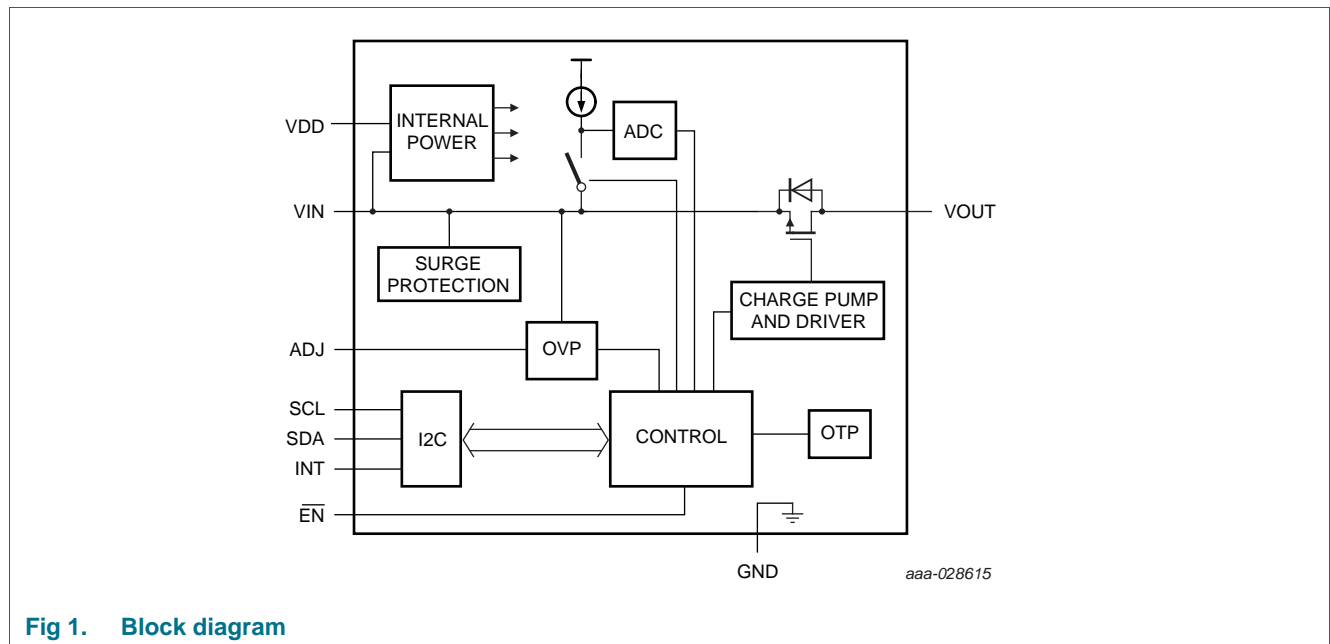 INTERNAL
POWER
ADC
VDD
VIN
VOUT
SURGE
PROTECTION
CHARGE PUMP
AND DRIVER
ADJ
OVP
SCL
SDA
I2C
CONTROL
OTP
INT
EN
GND
aaa-028615
Fig 1. Block diagram